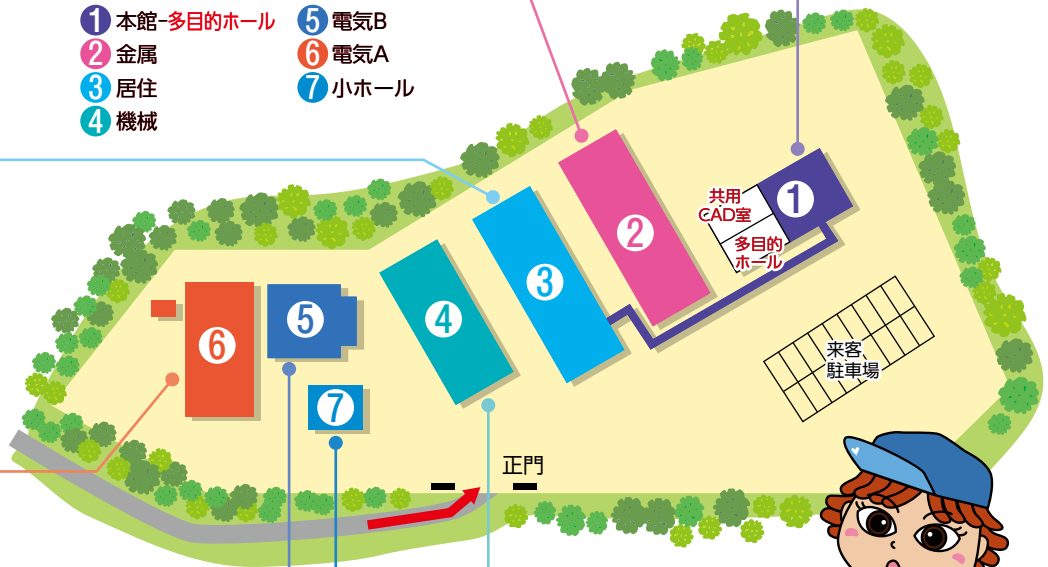 1 本館-多目的ホール
2 金属
3 居住
4 機械
5 電気B
6 電気A
7 小ホール
1
共用
CAD室
多目的
ホール
2
3
4
5
6
7
来客
駐車場
正門